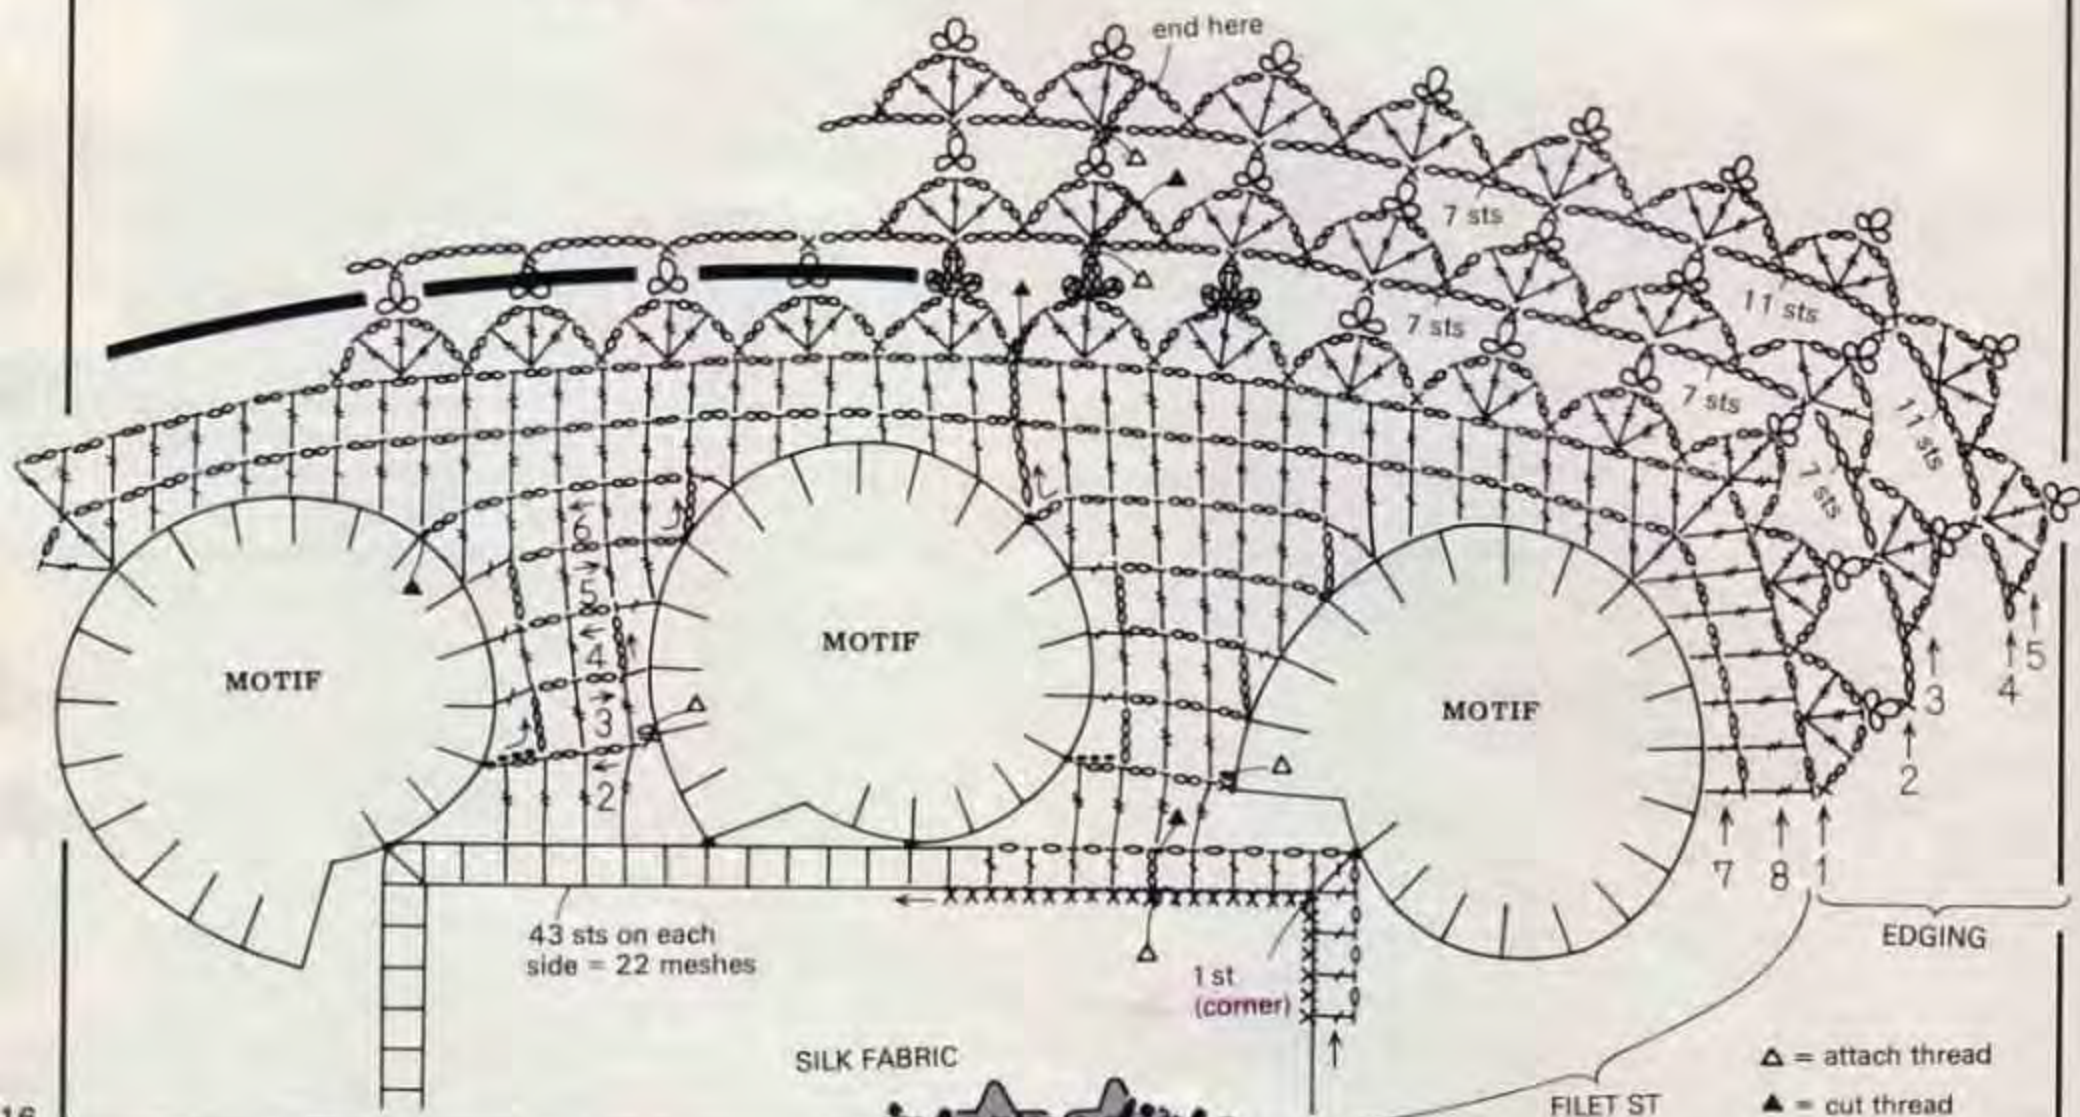 end here
7 sts
11 sts
7 sts
7 sts
11 sts
7 sts
6
5
4
3
2
MOTIF
MOTIF
MOTIF
5
4
3
2
7 8 1
EDGING
43 sts on each
side = 22 meshes
1 st
(corner)
SILK FABRIC
FILET ST
△ = attach thread
▲ = cut thread
16